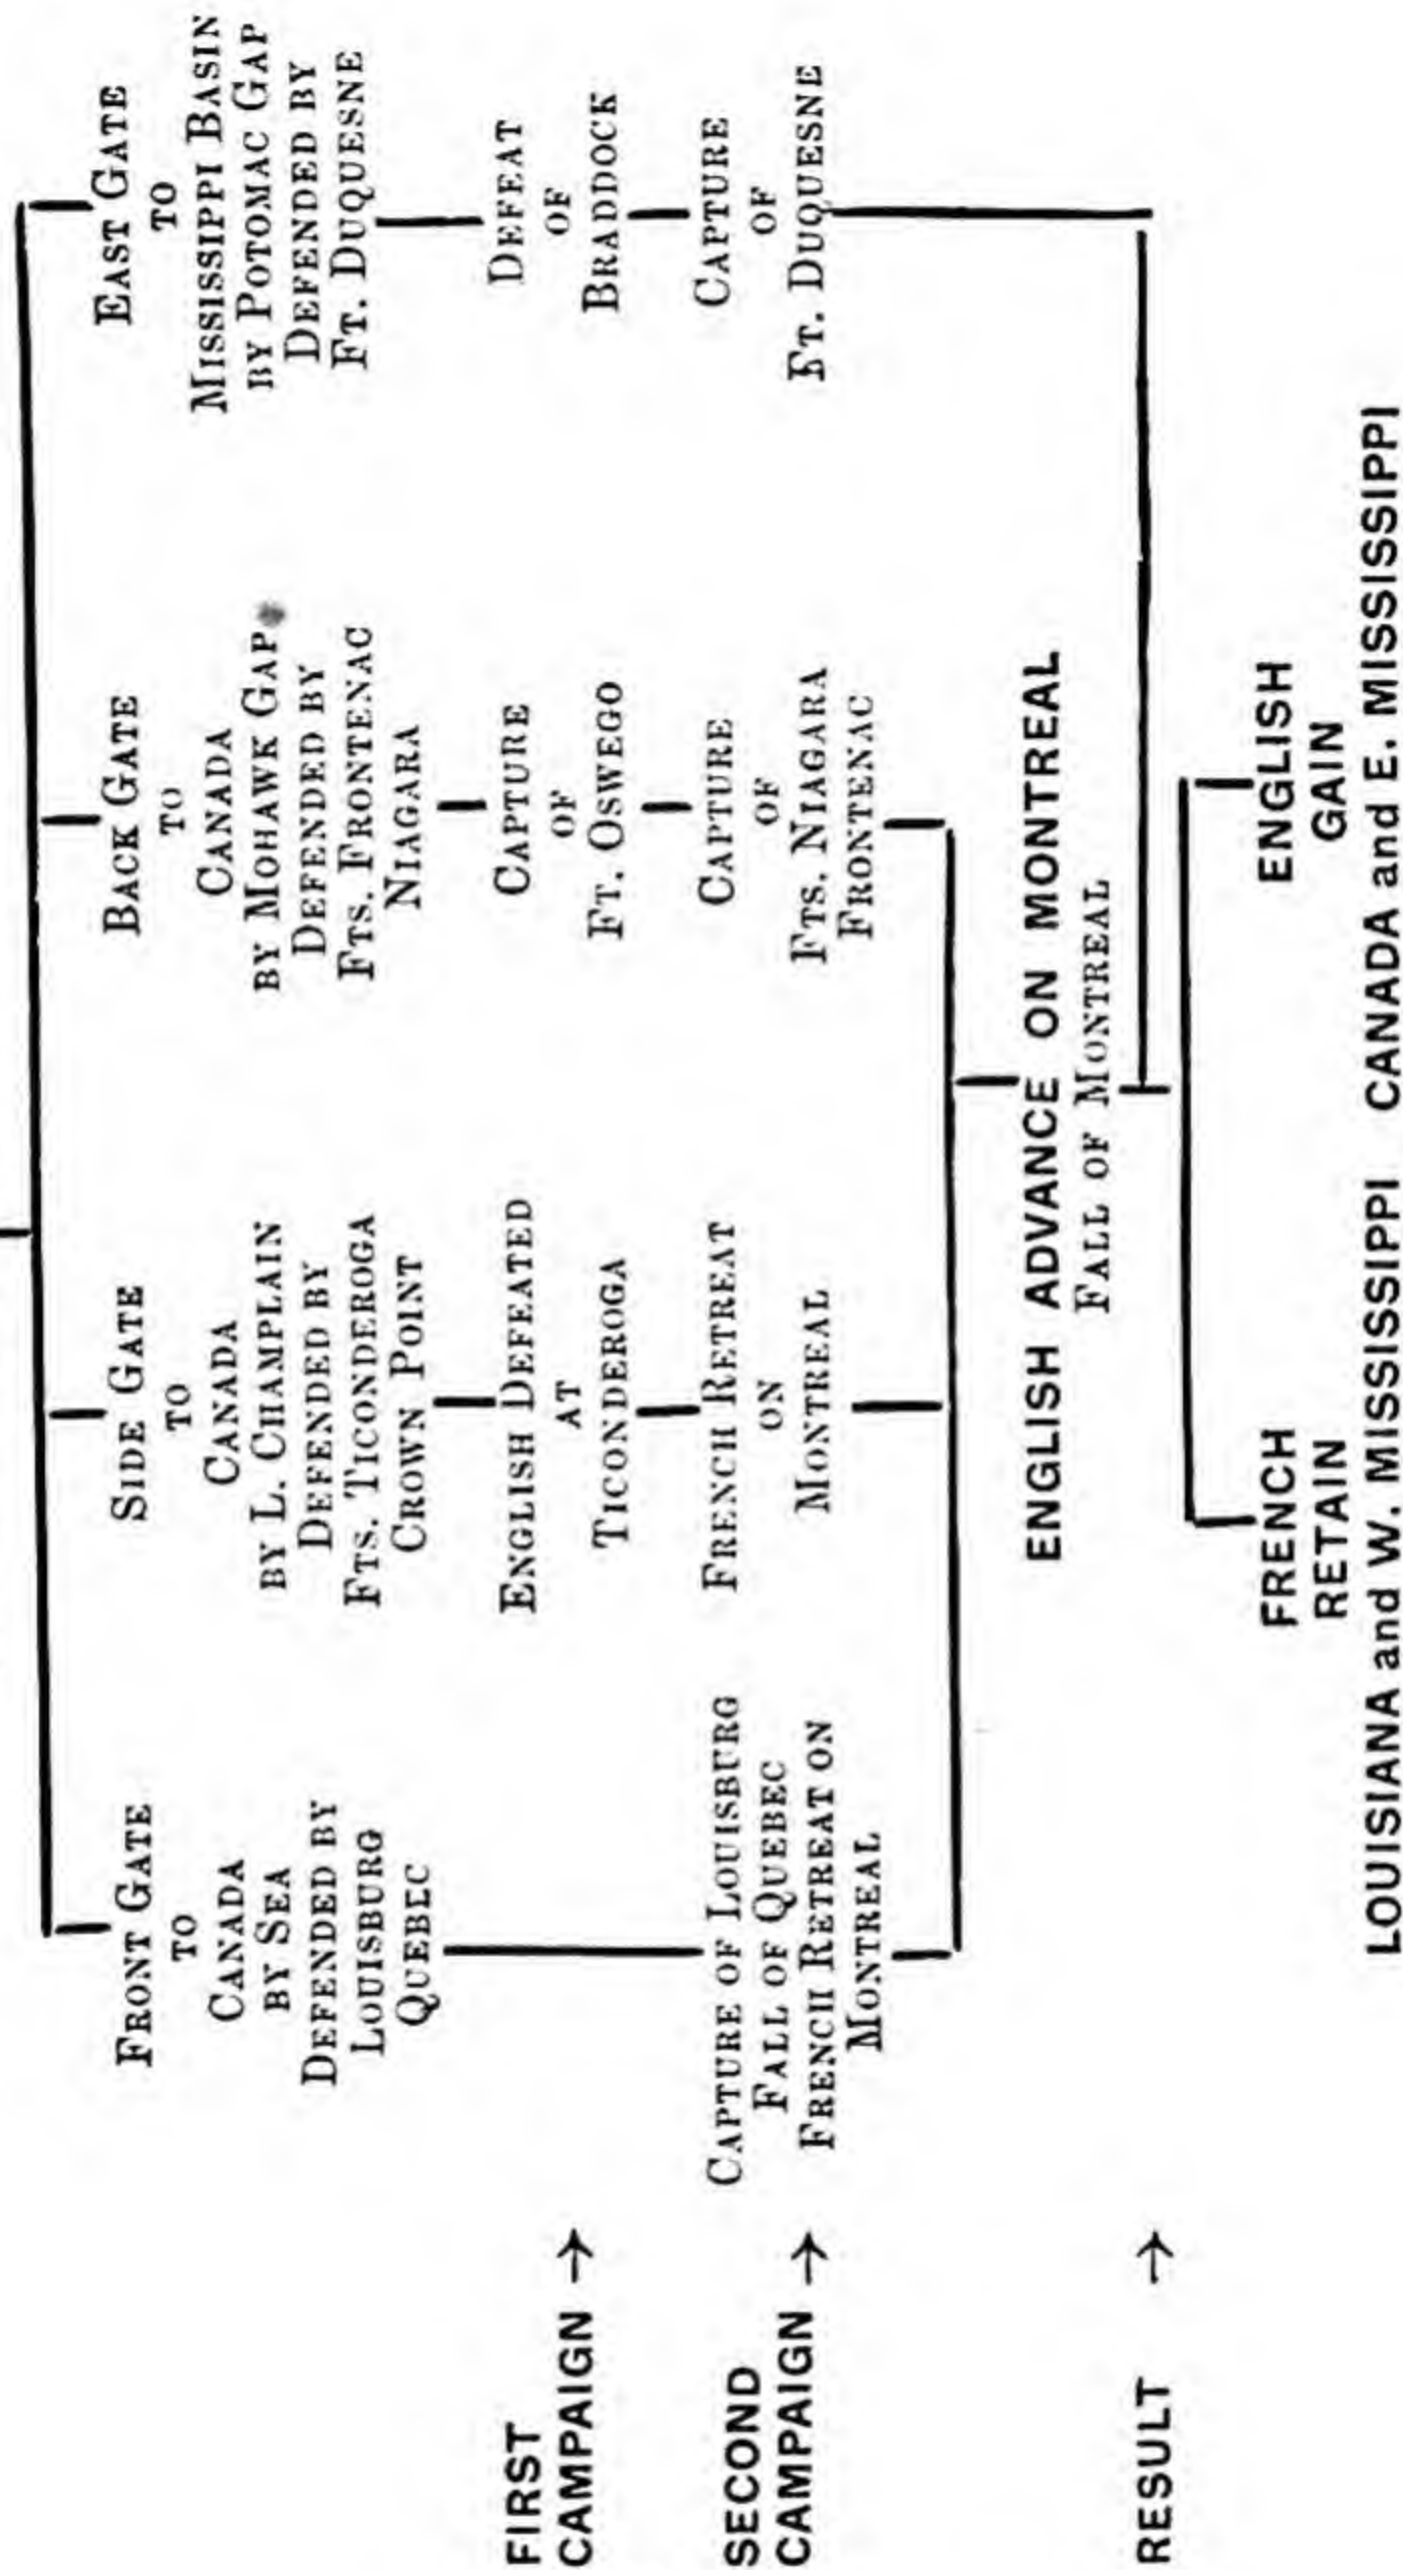 FRONT GATE
TO
CANADA
BY SEA
DEFENDED BY
LOUISBURG
QUEBEC
SIDE GATE
TO
CANADA
BY L. CHAMPLAIN
DEFENDED BY
FTS. TICONDEROGA
CROWN POINT
BACK GATE
TO
CANADA
BY MOHAWK GAP
DEFENDED BY
FTS. FRONTENAC
NIAGARA
EAST GATE
TO
MISSISSIPPI BASIN
BY POTOMAC GAP
DEFENDED BY
FT. DUQUESNE
FIRST
CAMPAIGN →
ENGLISH DEFEATED
AT
TICONDEROGA
CAPTURE
OF
FT. OSWEGO
DEFEAT
OF
BRADDOCK
SECOND
CAMPAIGN →
CAPTURE OF LOUISBURG
FALL OF QUEBEC
FRENCH RETREAT ON
MONTREAL
FRENCH RETREAT
ON
MONTREAL
CAPTURE
OF
FTS. NIAGARA
FRONTENAC
CAPTURE
OF
FT. DUQUESNE
ENGLISH ADVANCE ON MONTREAL
FALL OF MONTREAL
RESULT →
FRENCH
RETAIN
LOUISIANA and W. MISSISSIPPI
ENGLISH
GAIN
CANADA and E. MISSISSIPPI